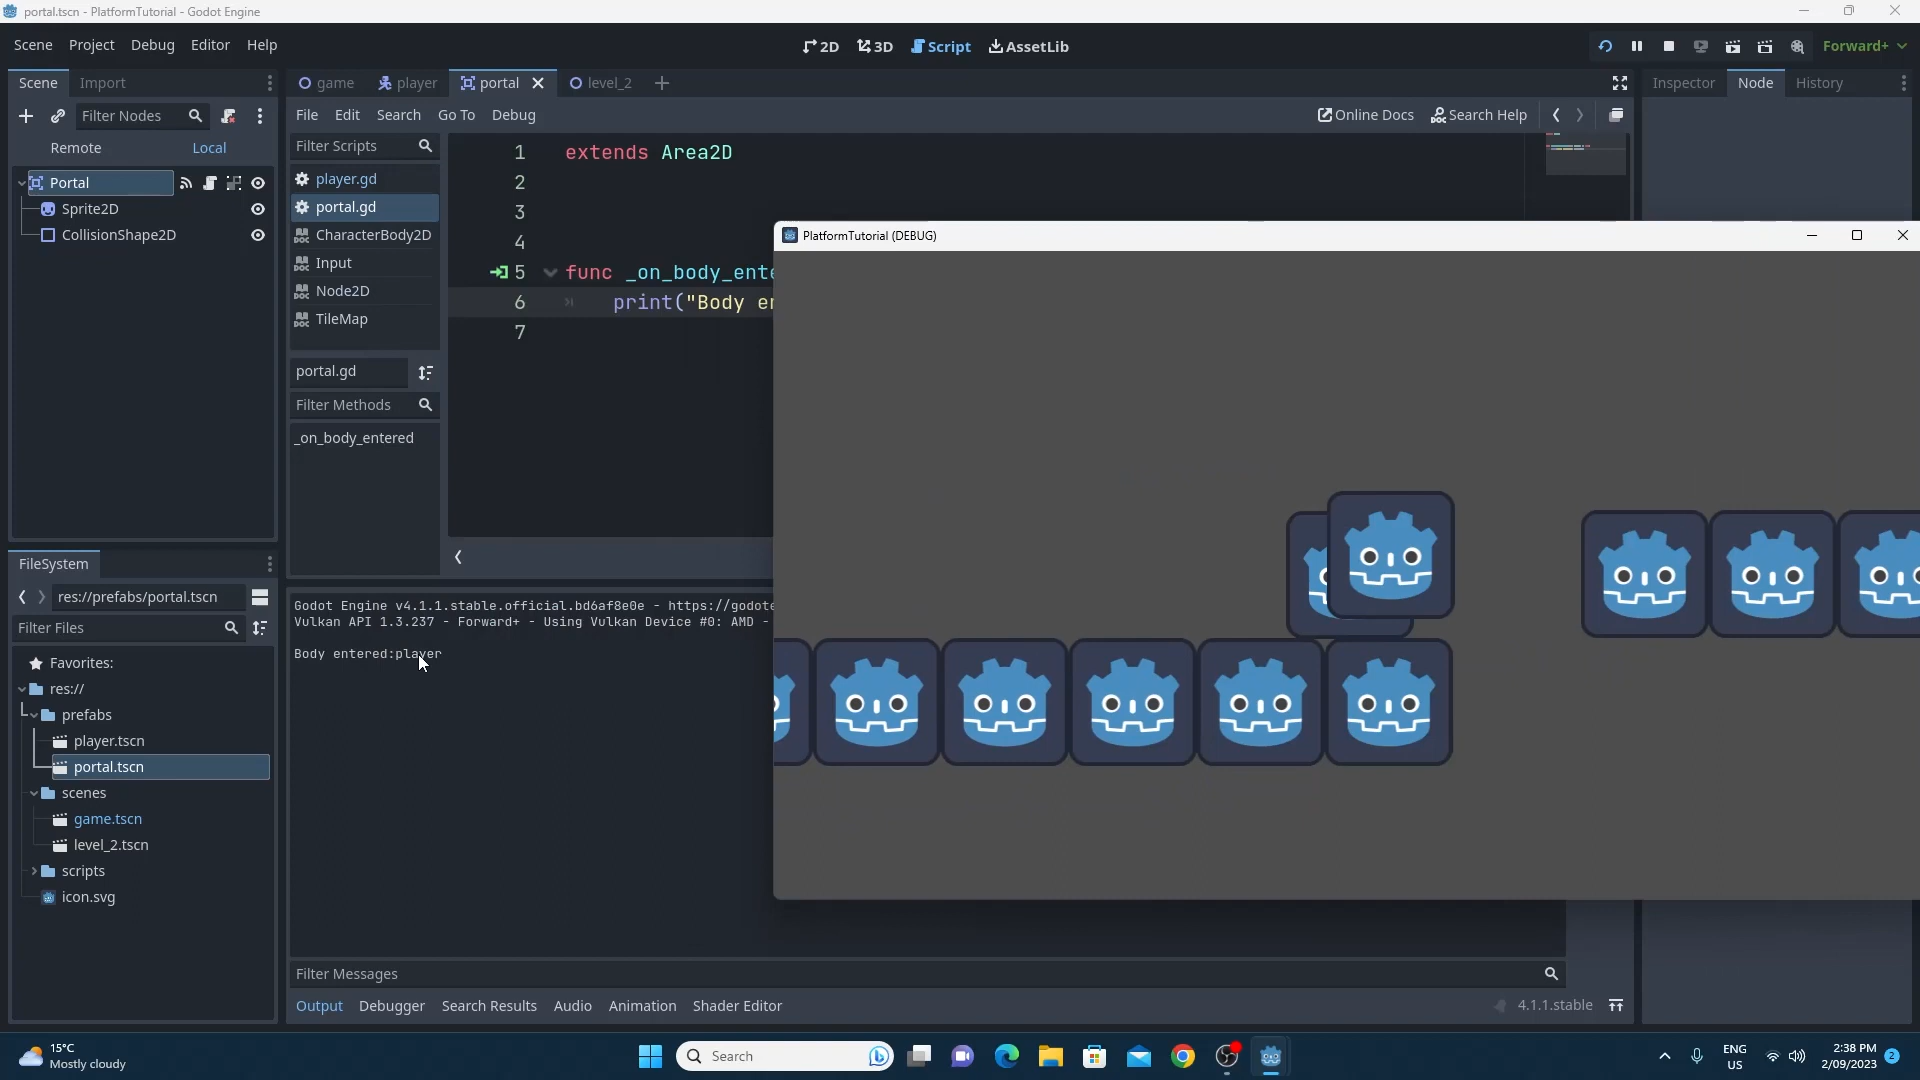 portal.tscn - PlatformTutorial - Godot Engine
Scene Project Debug Editor Help
2D 3D Script AssetLib
Forward+
Scene Import
game player portal level_2
Inspector Node History
Filter Nodes
File Edit Search Go To Debug
Online Docs Search Help
Remote Local
Filter Scripts
Portal
Sprite2D
CollisionShape2D
player.gd
portal.gd
CharacterBody2D
Input
Node2D
TileMap
portal.gd
Filter Methods
_on_body_entered
1 extends Area2D
2
3
4
5 func _on_body_ente
6 print("Body en
7
PlatformTutorial (DEBUG)
FileSystem
res://prefabs/portal.tscn
Filter Files
Favorites:
res://
prefabs
player.tscn
portal.tscn
scenes
game.tscn
level_2.tscn
scripts
icon.svg
Godot Engine v4.1.1.stable.official.bd6af8e0e - https://godote
Vulkan API 1.3.237 - Forward+ - Using Vulkan Device #0: AMD -
Body entered:player
Filter Messages
Output Debugger Search Results Audio Animation Shader Editor
4.1.1.stable
15°C
Mostly cloudy
Search
ENG
US
2:38 PM
2/09/2023
2